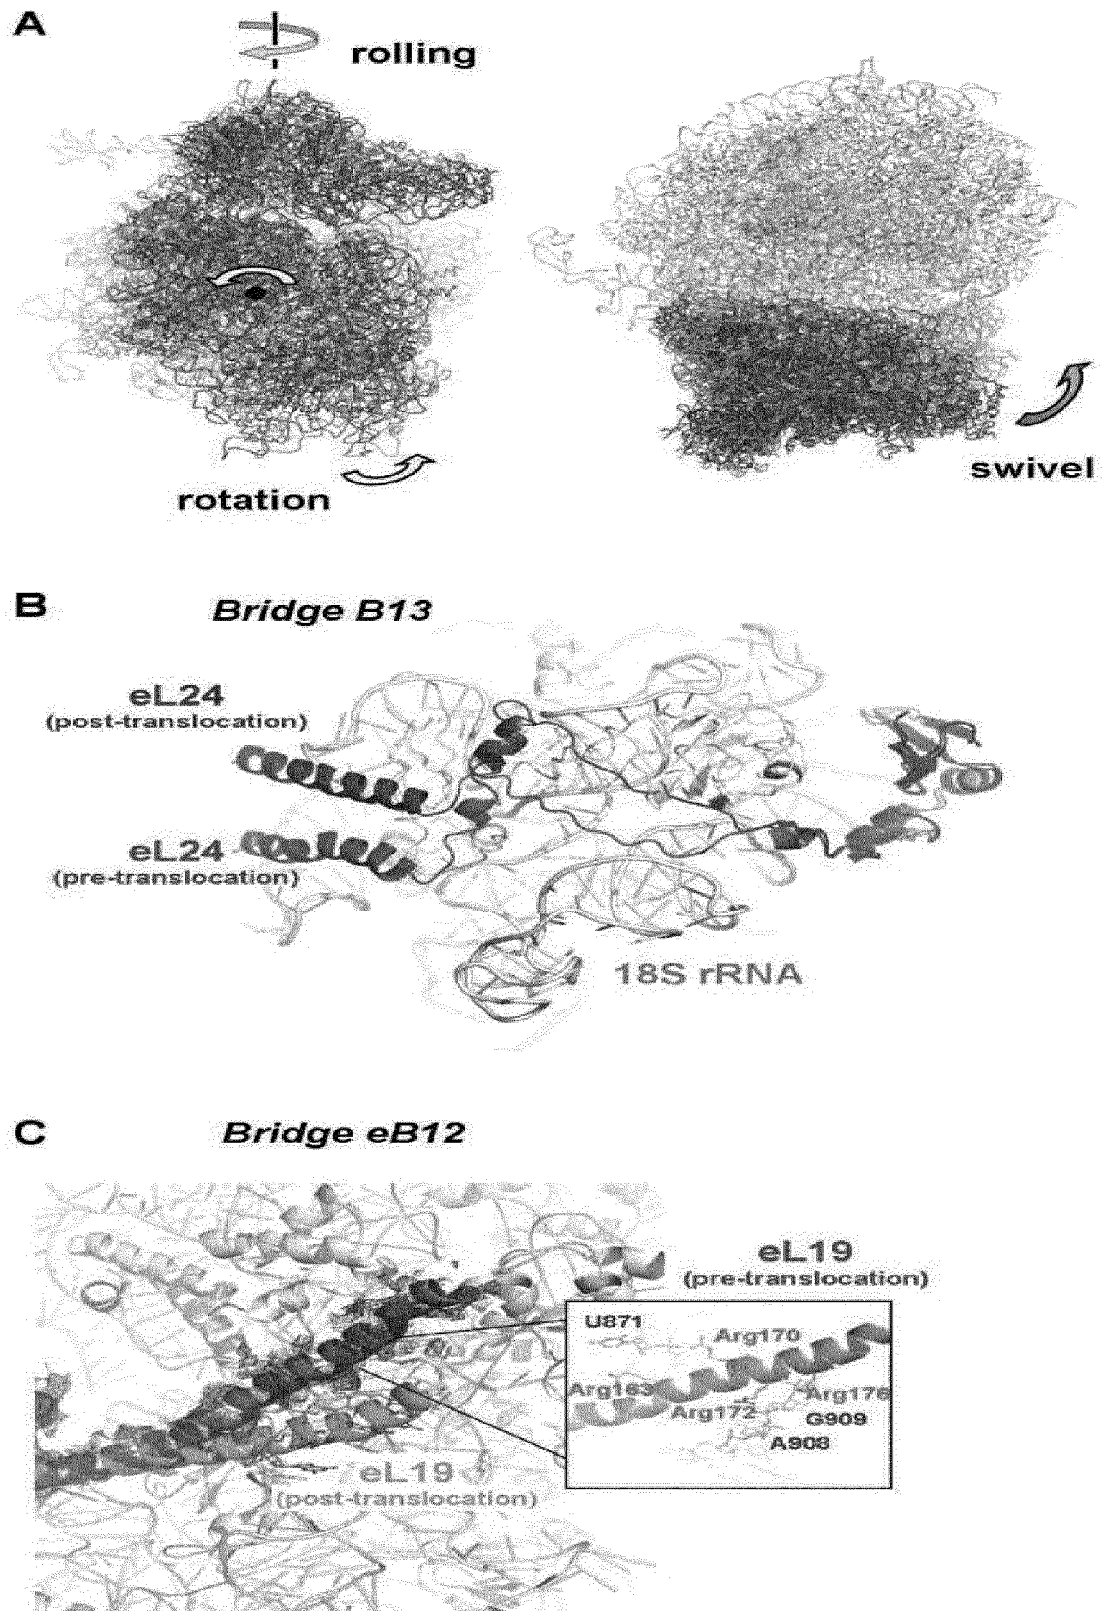 A
rolling
rotation
swivel
B
Bridge B13
eL24
(post-translocation)
eL24
(pre-translocation)
18S rRNA
C
Bridge eB12
eL19
(pre-translocation)
U871
Arg170
Arg163
Arg176
Arg172
G909
A908
eL19
(post-translocation)